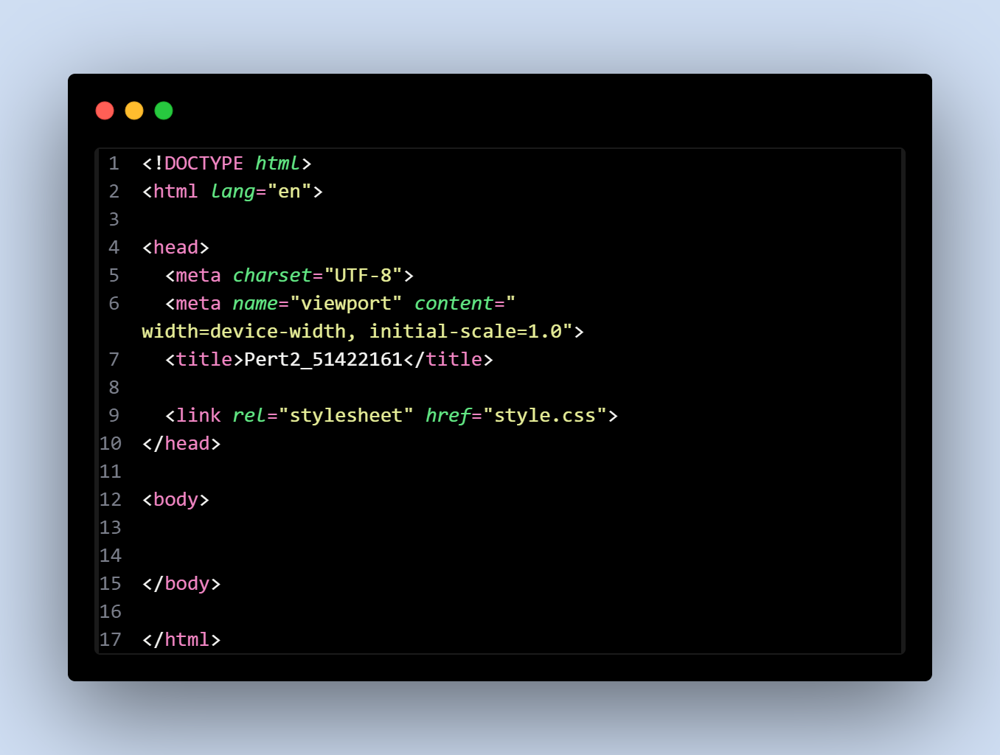 1 <!DOCTYPE html>
2 <html lang="en">
3
4 <head>
5   <meta charset="UTF-8">
6   <meta name="viewport" content="
width=device-width, initial-scale=1.0">
7   <title>Pert2_51422161</title>
8
9   <link rel="stylesheet" href="style.css">
10 </head>
11
12 <body>
13
14
15 </body>
16
17 </html>